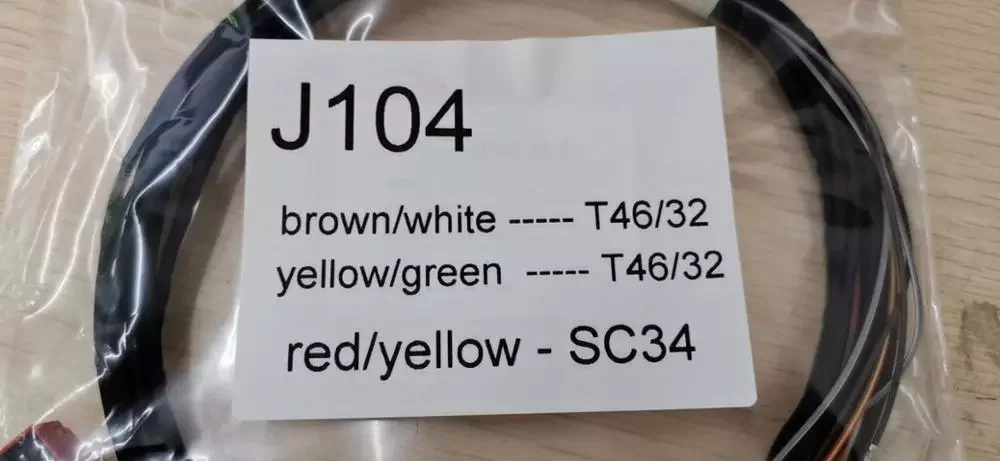 J104
brown/white ----- T46/32
yellow/green ----- T46/32
red/yellow - SC34